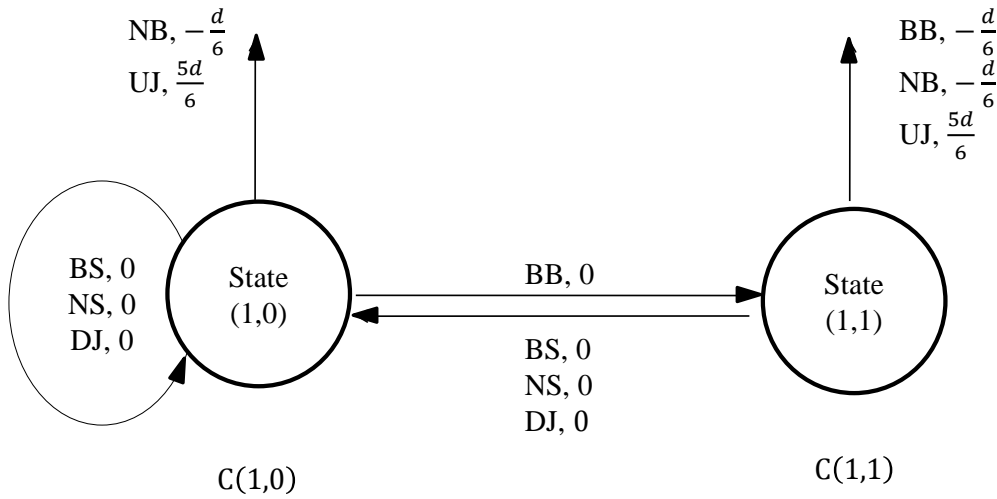 NB, −d/6
UJ, 5d/6
BB, −d/6
NB, −d/6
UJ, 5d/6
BS, 0
NS, 0
DJ, 0
State
(1,0)
BB, 0
BS, 0
NS, 0
DJ, 0
State
(1,1)
C(1,0)
C(1,1)